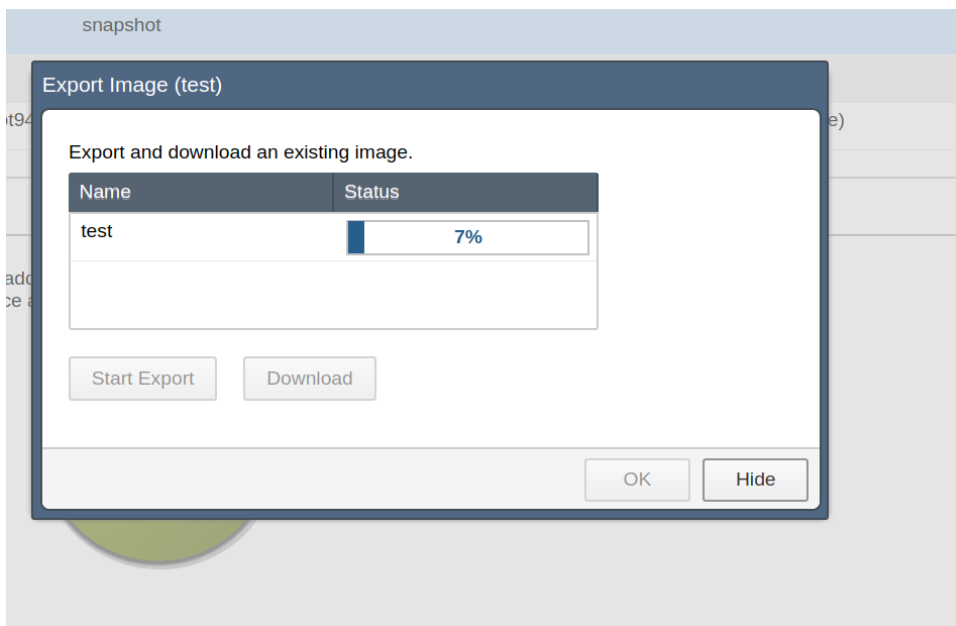 snapshot
Export Image (test)
Export and download an existing image.
Name Status
test 7%
Start Export Download
OK Hide